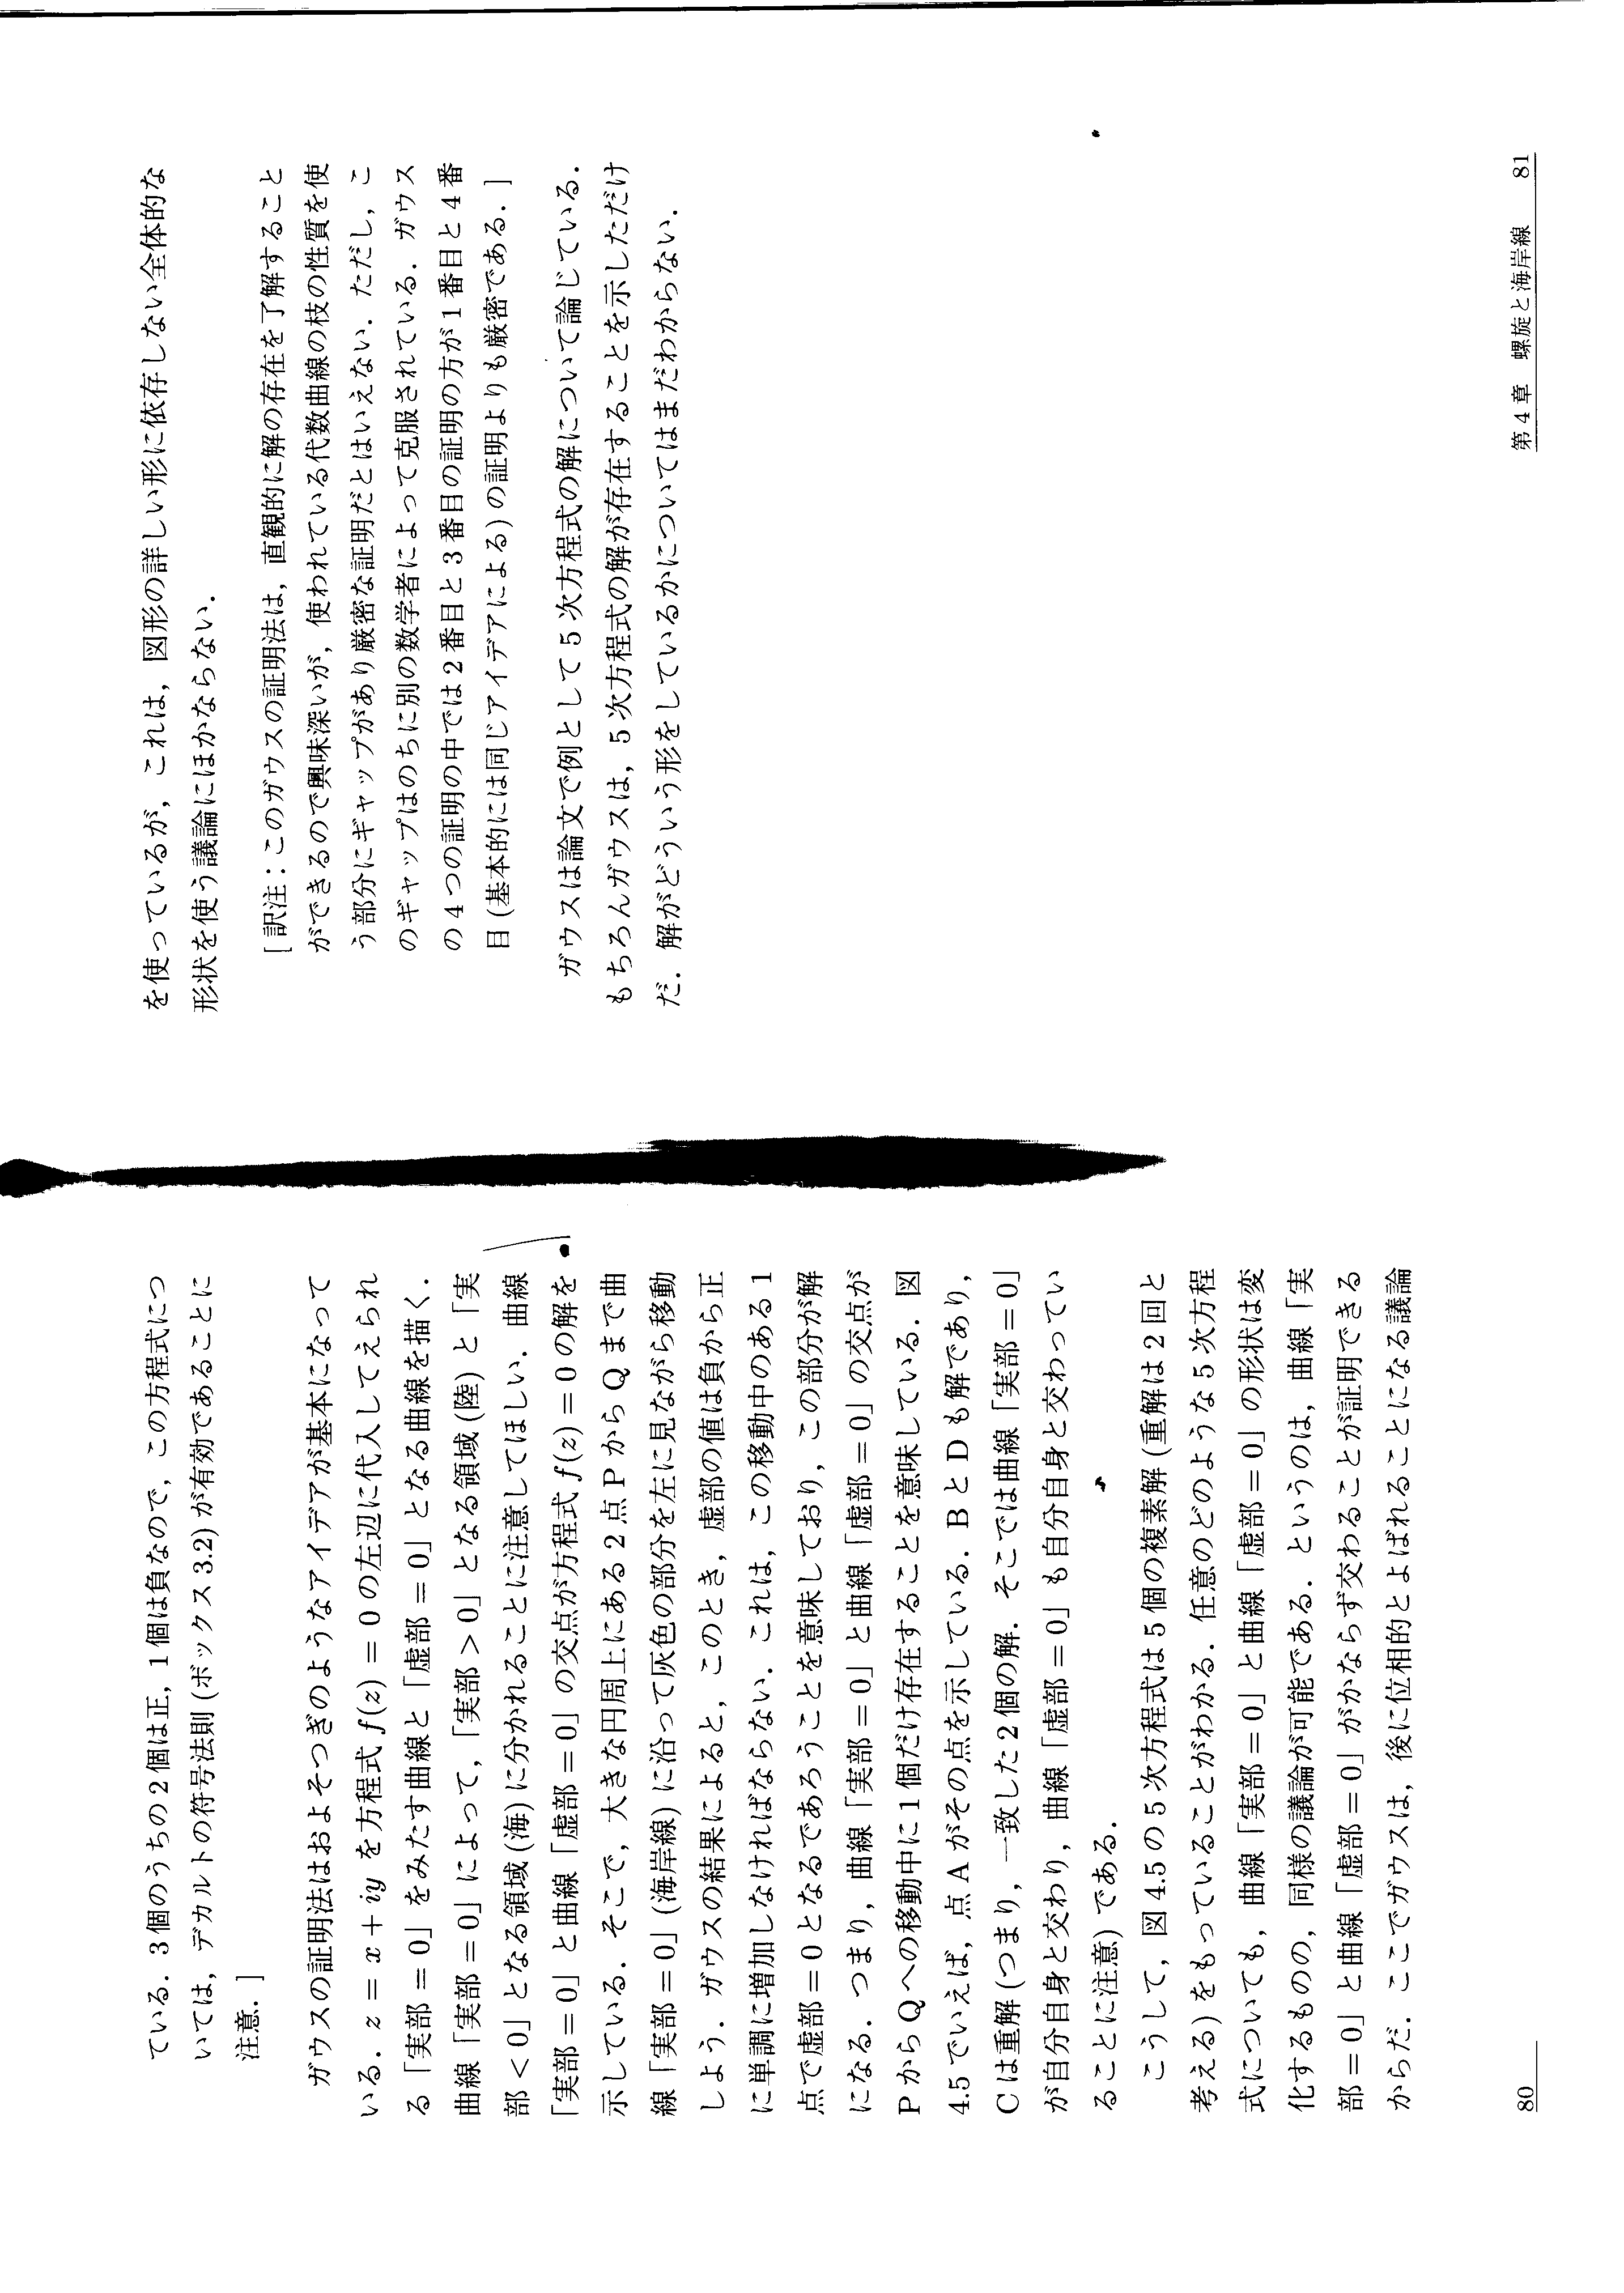 ている．3個のうちの2個は正，1個は負なので，この方程式につ
いては，デカルトの符号法則(ボックス3.2)が有効であることに
注意．］
ガウスの証明法はおよそつぎのようなアイデアが基本になって
いる．z = x + iy を方程式 f(z) = 0 の左辺に代入してえられ
る「実部 = 0」をみたす曲線と「虚部 = 0」となる曲線を描く．
曲線「実部 = 0」によって，「実部 > 0」となる領域(陸)と「実
部 < 0」となる領域(海)に分かれることに注意してほしい．曲線
「実部 = 0」と曲線「虚部 = 0」の交点が方程式 f(z) = 0 の解を
示している．そこで，大きな円周上にある2点PからQまで曲
線「実部 = 0」(海岸線)に沿って灰色の部分を左に見ながら移動
しよう．ガウスの結果によると，このとき，虚部の値は負から正
に単調に増加しなければならない．これは，この移動中のある1
点で虚部 = 0となるであろうことを意味しており，この部分が解
になる．つまり，曲線「実部 = 0」と曲線「虚部 = 0」の交点が
PからQへの移動中に1個だけ存在することを意味している．図
4.5でいえば，点Aがその点を示している．BとDも解であり，
Cは重解(つまり，一致した2個の解．そこでは曲線「実部 = 0」
が自分自身と交わり，曲線「虚部 = 0」も自分自身と交わってい
ることに注意)である．
こうして，図4.5の5次方程式は5個の複素解(重解は2回と
考える)をもっていることがわかる．任意のどのような5次方程
式についても，曲線「実部 = 0」と曲線「虚部 = 0」の形状は変
化するものの，同様の議論が可能である．というのは，曲線「実
部 = 0」と曲線「虚部 = 0」がかならず交わることが証明できる
からだ．ここでガウスは，後に位相的とよばれることになる議論
80
を使っているが，これは，図形の詳しい形に依存しない全体的な
形状を使う議論にほかならない．
［訳注：このガウスの証明法は，直観的に解の存在を了解すること
ができるので興味深いが，使われている代数曲線の枝の性質を使
う部分にギャップがあり厳密な証明だとはいえない．ただし，こ
のギャップはのちに別の数学者によって克服されている．ガウス
の4つの証明の中では2番目と3番目の証明の方が1番目と4番
目(基本的には同じアイデアによる)の証明よりも厳密である．］
ガウスは論文で例として5次方程式の解について論じている．
もちろんガウスは，5次方程式の解が存在することを示しただけ
だ．解がどういう形をしているかについてはまだわからない．
第4章 螺旋と海岸線 81